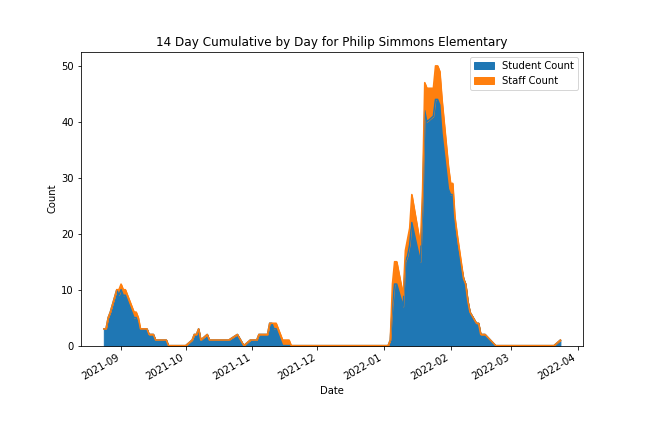 14 Day Cumulative by Day for Philip Simmons Elementary
Student Count
Staff Count
50
40
30
20
10
0
Count
2021-09
2021-10
2021-11
2021-12
2022-01
2022-02
2022-03
2022-04
Date